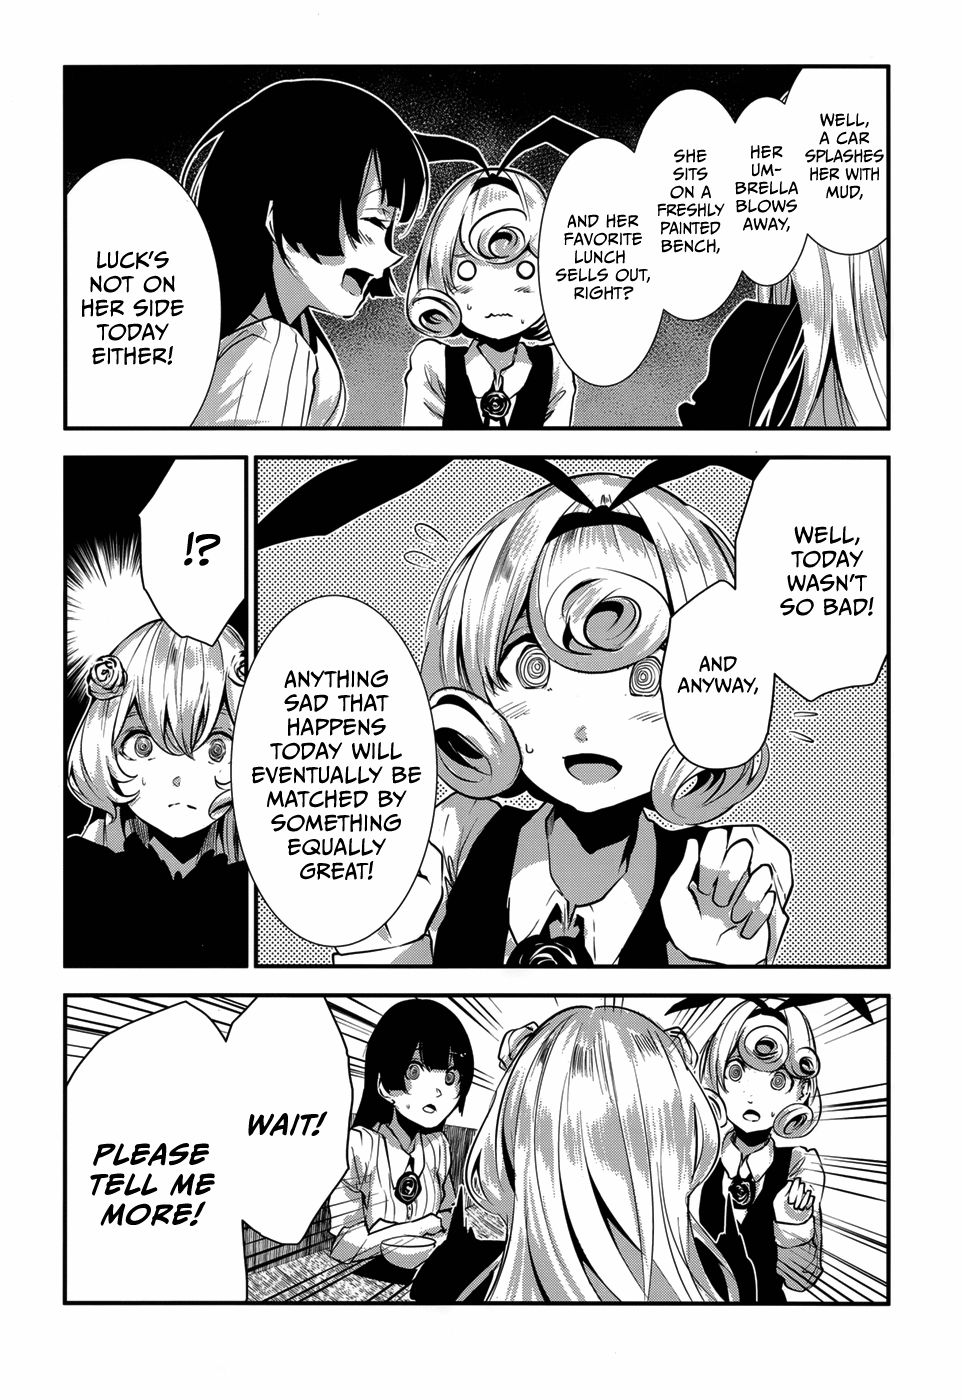 WELL,
A CAR
SPLASHES
HER WITH
MUD,
HER
UM-
BRELLA
BLOWS
AWAY,
SHE
SITS
ON A
FRESHLY
PAINTED
BENCH,
AND HER
FAVORITE
LUNCH
SELLS OUT,
RIGHT?
LUCK'S
NOT ON
HER SIDE
TODAY
EITHER!
WELL,
TODAY
WASN'T
SO BAD!
AND
ANYWAY,
ANYTHING
SAD THAT
HAPPENS
TODAY WILL
EVENTUALLY BE
MATCHED BY
SOMETHING
EQUALLY
GREAT!
!?
WAIT!
PLEASE
TELL ME
MORE!